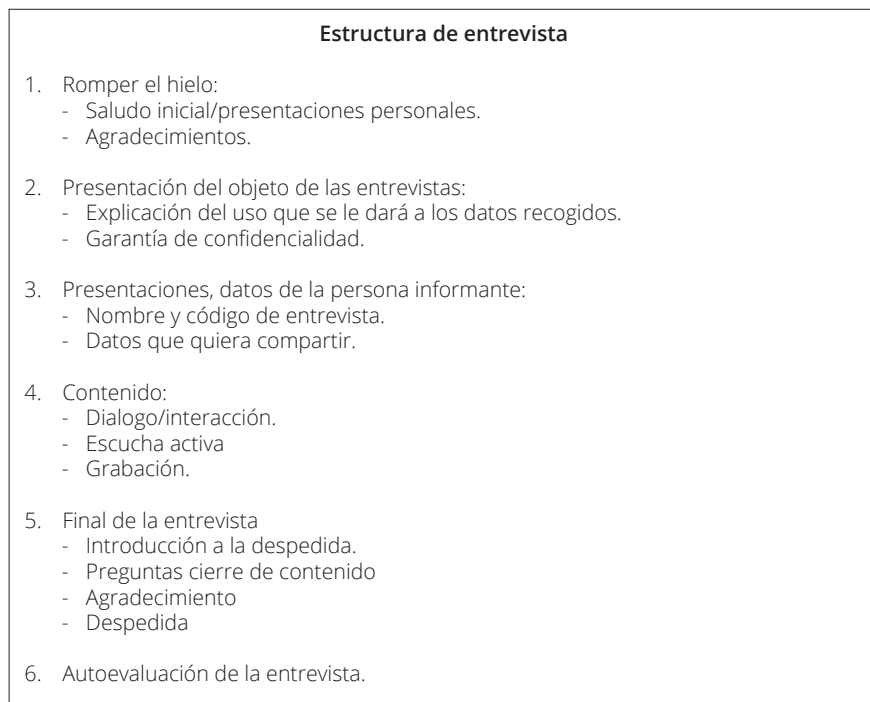 Estructura de entrevista
1. Romper el hielo:
- Saludo inicial/presentaciones personales.
- Agradecimientos.
2. Presentación del objeto de las entrevistas:
- Explicación del uso que se le dará a los datos recogidos.
- Garantía de confidencialidad.
3. Presentaciones, datos de la persona informante:
- Nombre y código de entrevista.
- Datos que quiera compartir.
4. Contenido:
- Dialogo/interacción.
- Escucha activa
- Grabación.
5. Final de la entrevista
- Introducción a la despedida.
- Preguntas cierre de contenido
- Agradecimiento
- Despedida
6. Autoevaluación de la entrevista.